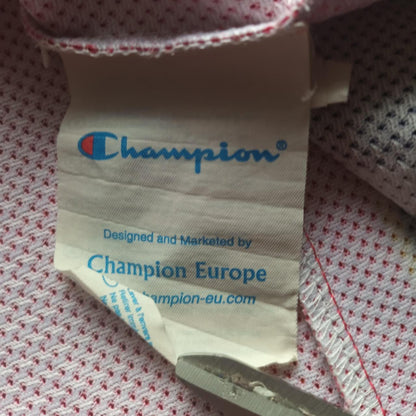 Champion®
Designed and Marketed by
Champion Europe
champion-eu.com